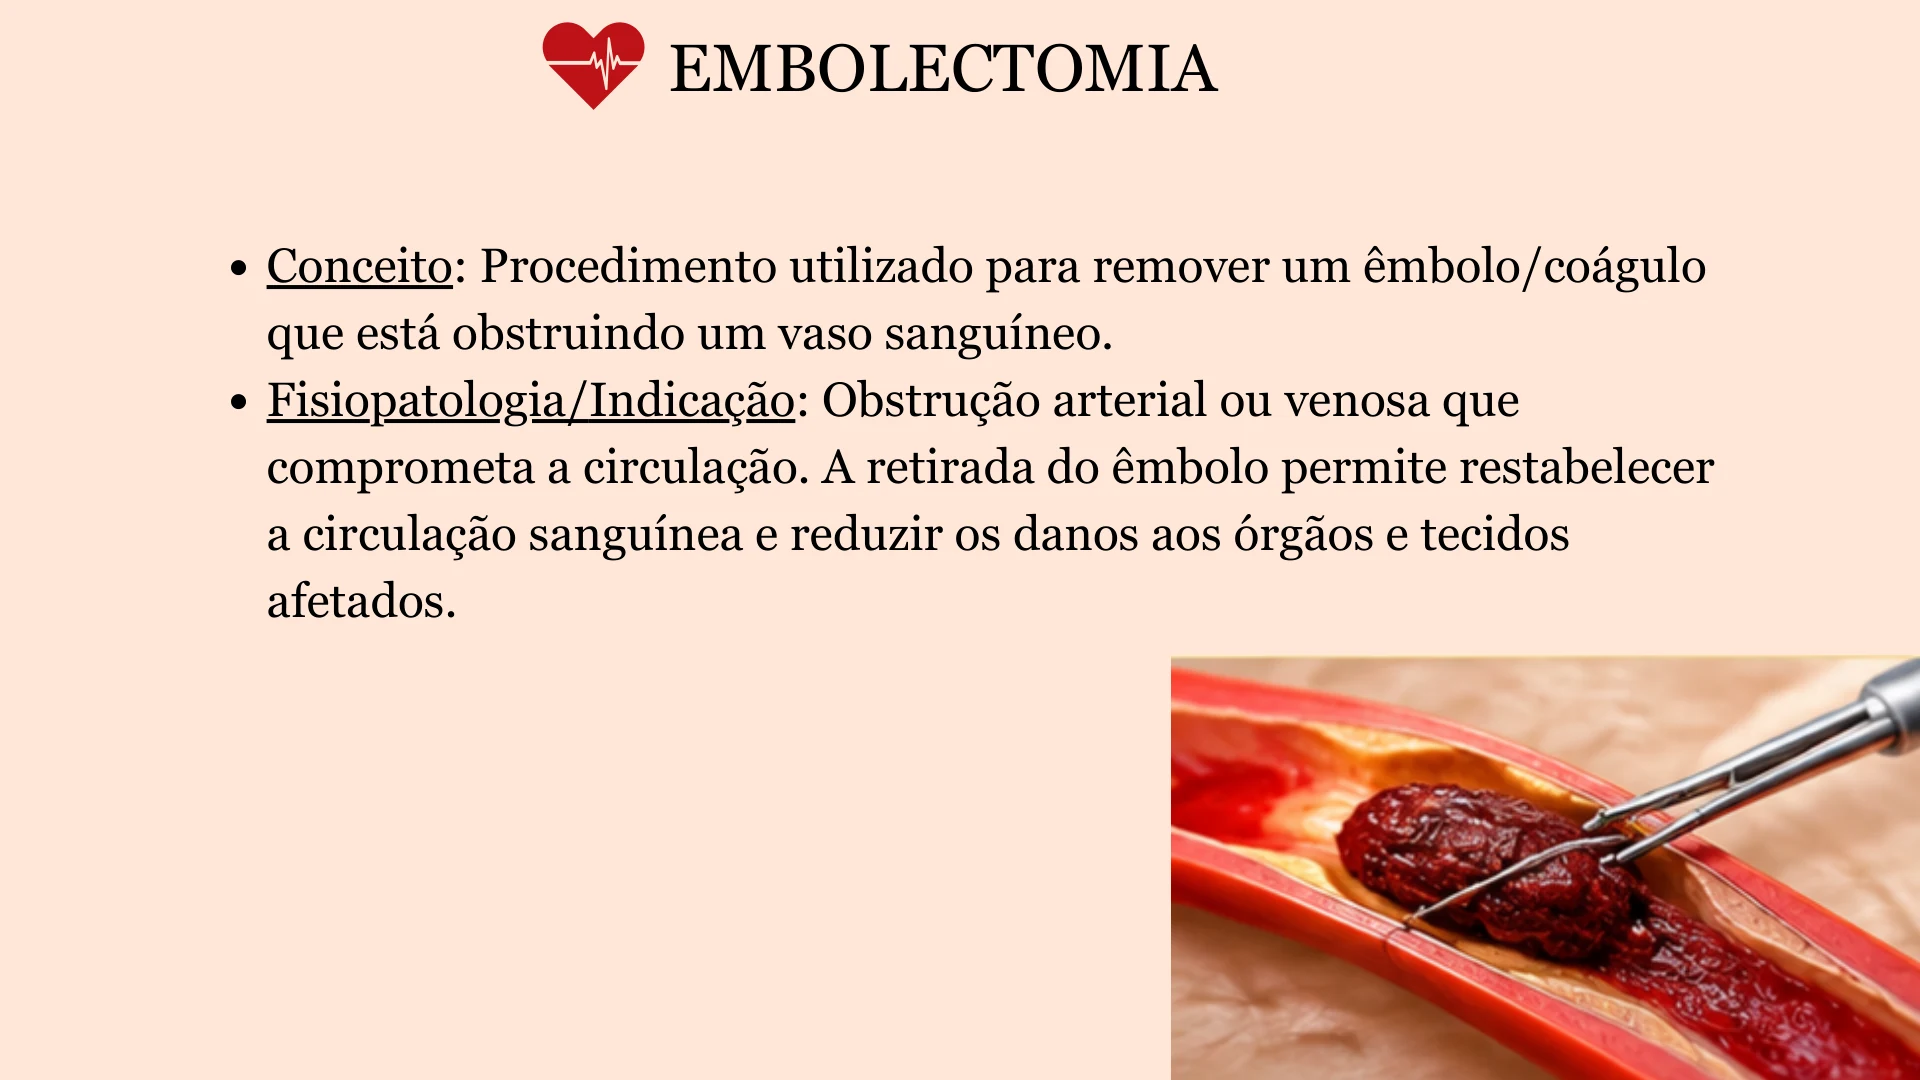 EMBOLECTOMIA
• Conceito: Procedimento utilizado para remover um êmbolo/coágulo
que está obstruindo um vaso sanguíneo.
• Fisiopatologia/Indicação: Obstrução arterial ou venosa que
comprometa a circulação. A retirada do êmbolo permite restabelecer
a circulação sanguínea e reduzir os danos aos órgãos e tecidos
afetados.